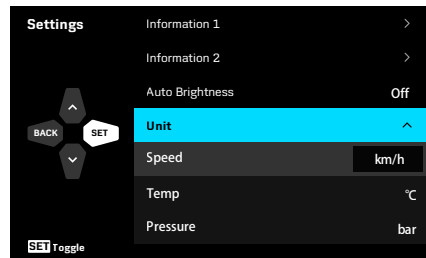 Settings
Information 1
Information 2
Auto Brightness Off
BACK SET
Unit
Speed km/h
Temp ℃
Pressure bar
SET Toggle